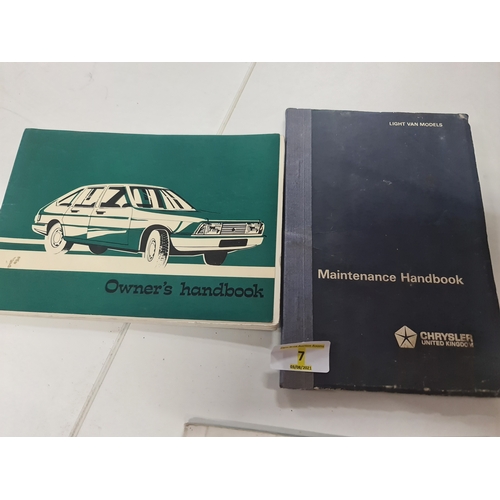 Owner's handbook
LIGHT VAN MODELS
Maintenance Handbook
CHRYSLER
UNITED KINGDOM
7